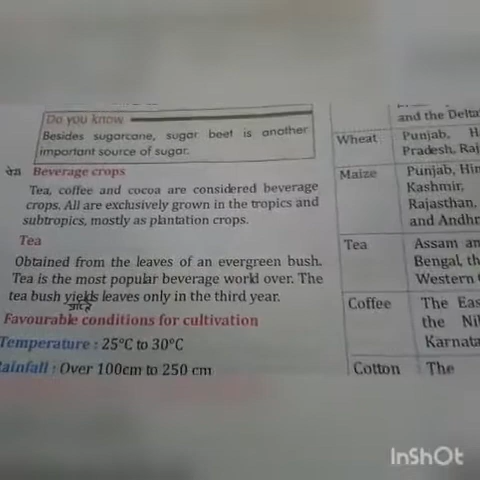 Do you know
Besides sugarcane, sugar beet is another
important source of sugar.
पेय Beverage crops
Tea, coffee and cocoa are considered beverage
crops. All are exclusively grown in the tropics and
subtropics, mostly as plantation crops.
Tea
Obtained from the leaves of an evergreen bush.
Tea is the most popular beverage world over. The
tea bush yields leaves only in the third year.
Favourable conditions for cultivation
Temperature : 25°C to 30°C
Rainfall : Over 100cm to 250 cm
and the Delta
Wheat Punjab, H
Pradesh, Raj
Maize Punjab, Him
Kashmir,
Rajasthan,
and Andhr
Tea Assam an
Bengal, th
Western
Coffee The Eas
the Nil
Karnata
Cotton The
InShOt